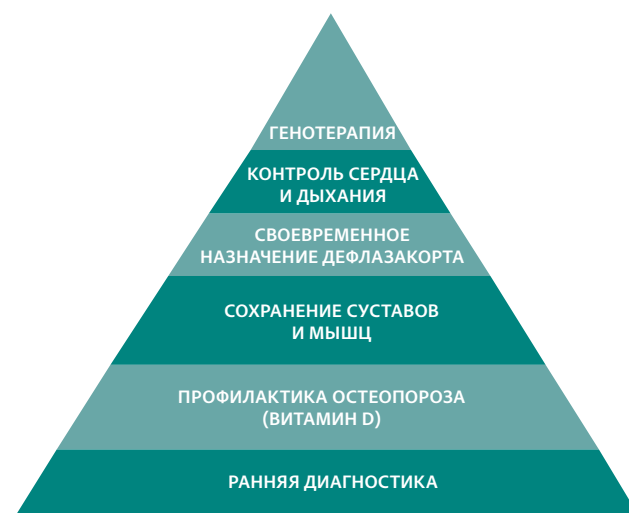 ГЕНОТЕРАПИЯ
КОНТРОЛЬ СЕРДЦА
И ДЫХАНИЯ
СВОЕВРЕМЕННОЕ
НАЗНАЧЕНИЕ ДЕФЛАЗАКОРТА
СОХРАНЕНИЕ СУСТАВОВ
И МЫШЦ
ПРОФИЛАКТИКА ОСТЕОПОРОЗА
(ВИТАМИН D)
РАННЯЯ ДИАГНОСТИКА